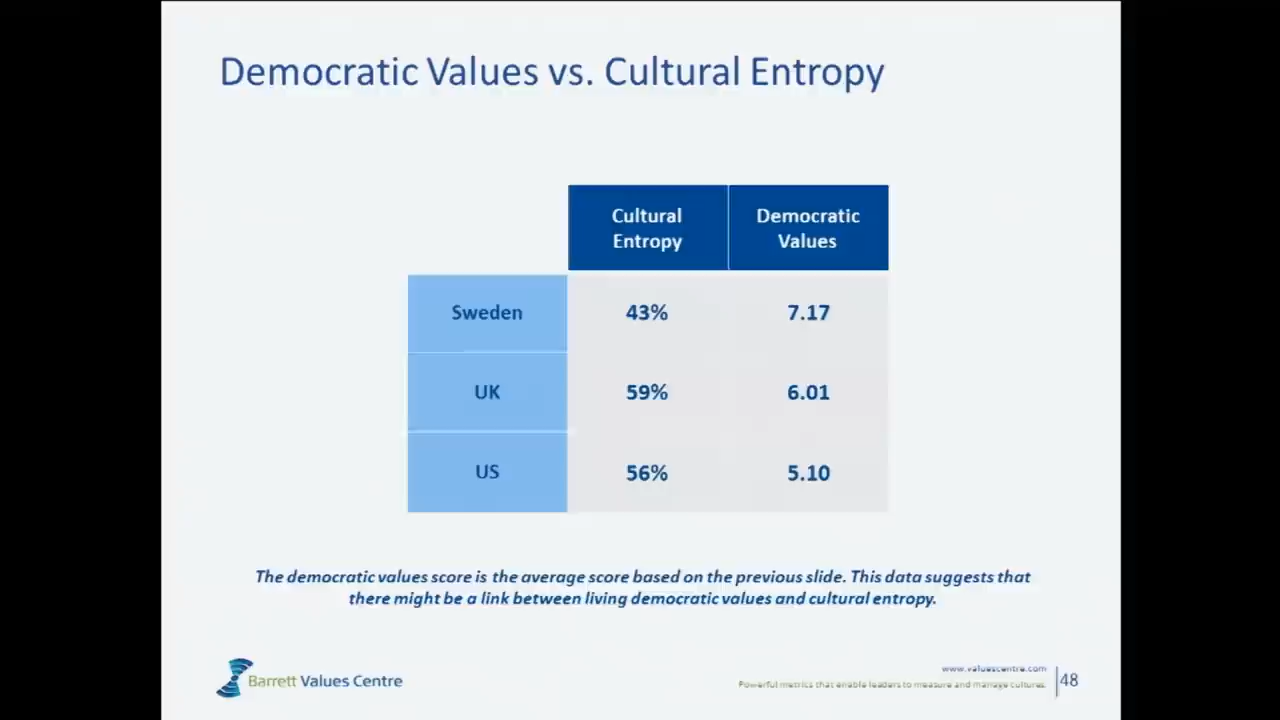 Democratic Values vs. Cultural Entropy
Cultural
Entropy
Democratic
Values
Sweden
43%
7.17
UK
59%
6.01
US
56%
5.10
The democratic values score is the average score based on the previous slide. This data suggests that
there might be a link between living democratic values and cultural entropy.
Barrett Values Centre
www.valuescentre.com
Powerful metrics that enable leaders to measure and manage cultures.
48